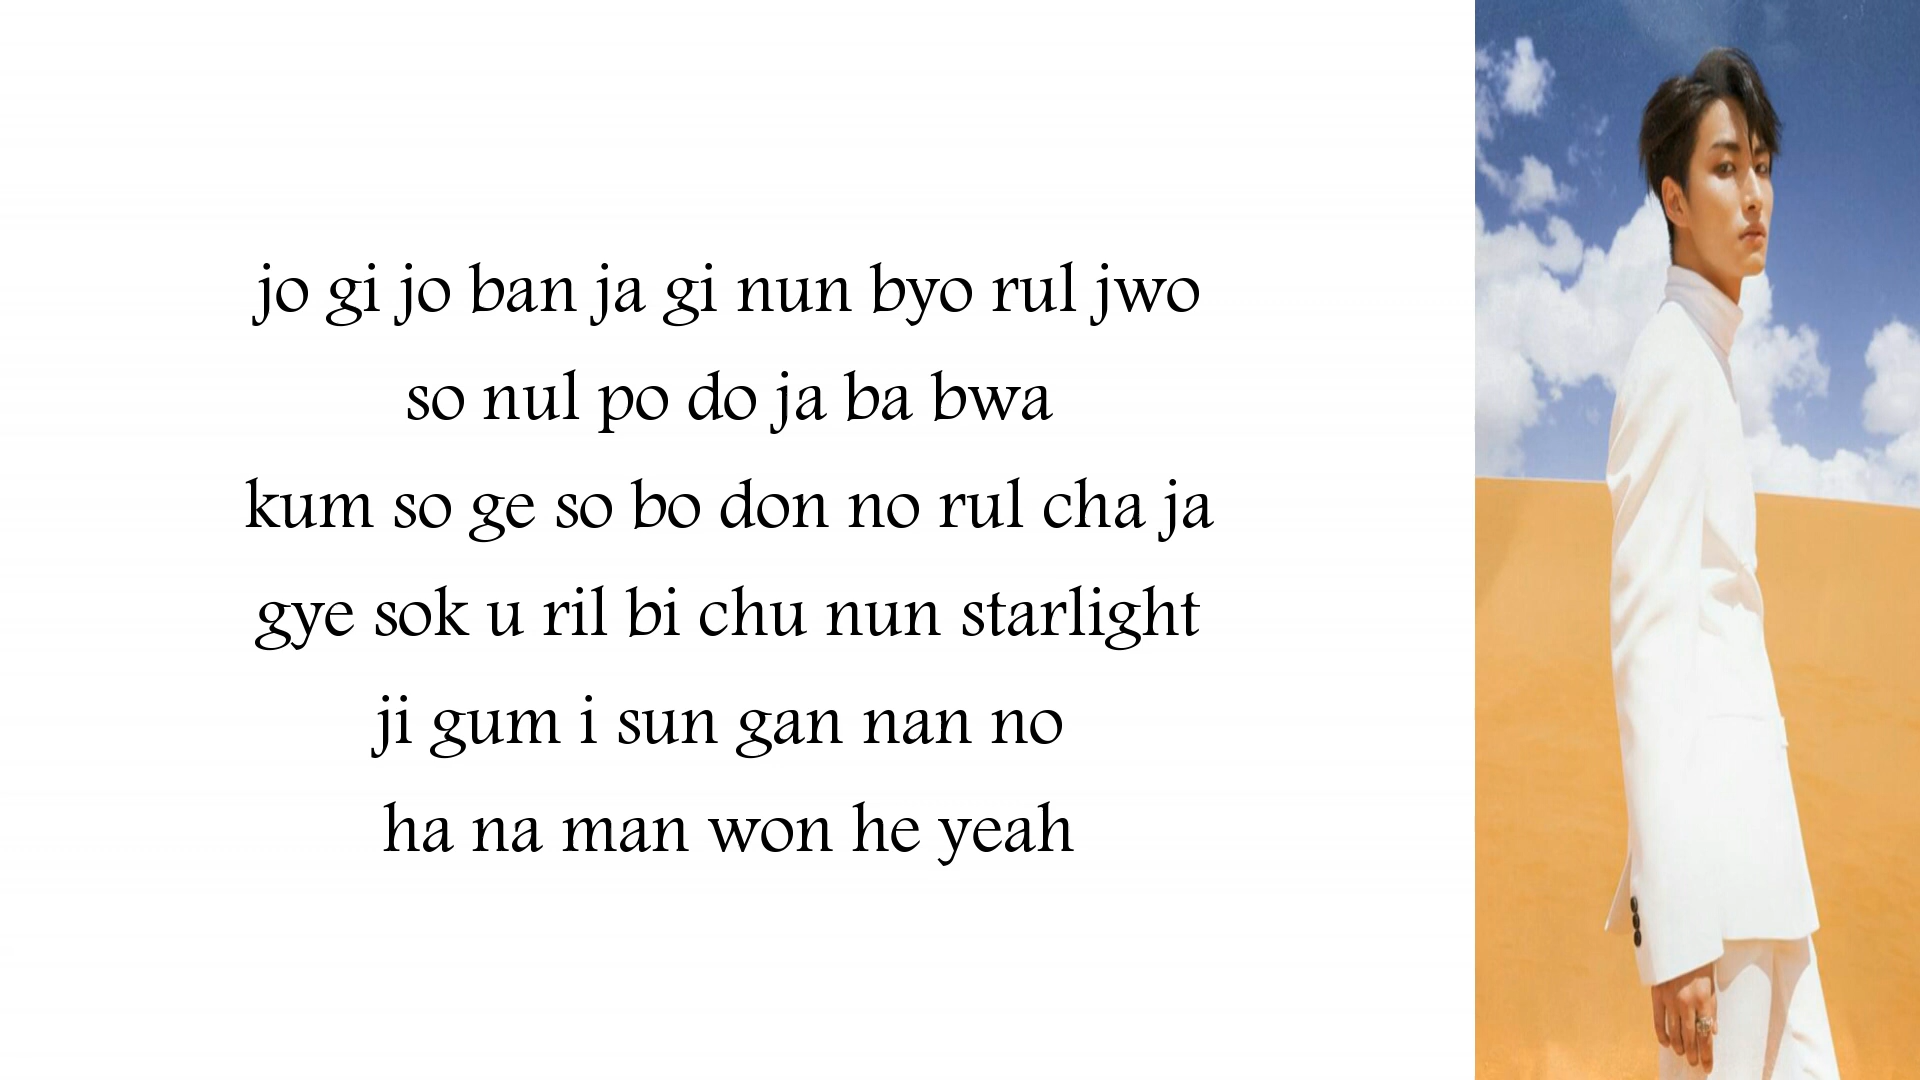 jo gi jo ban ja gi nun byo rul jwo
so nul po do ja ba bwa
kum so ge so bo don no rul cha ja
gye sok u ril bi chu nun starlight
ji gum i sun gan nan no
ha na man won he yeah